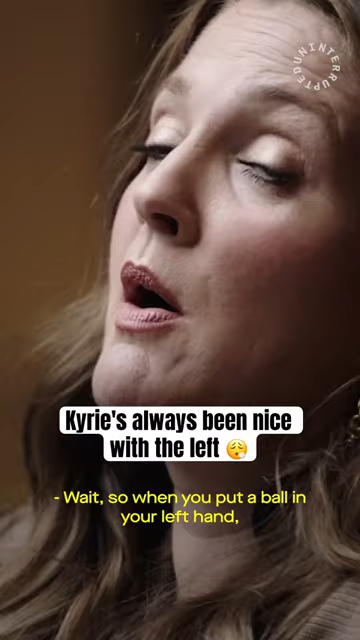 UNINTERRUPTED
Kyrie's always been nice
with the left 😮‍💨
- Wait, so when you put a ball in
your left hand,